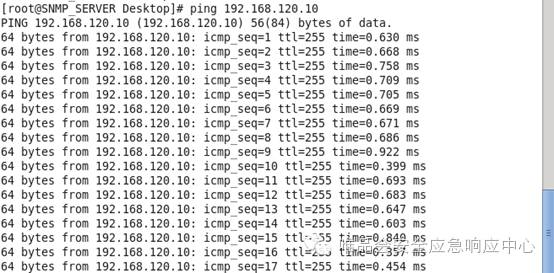 [root@SNMP_SERVER Desktop]# ping 192.168.120.10
PING 192.168.120.10 (192.168.120.10) 56(84) bytes of data.
64 bytes from 192.168.120.10: icmp_seq=1 ttl=255 time=0.630 ms
64 bytes from 192.168.120.10: icmp_seq=2 ttl=255 time=0.668 ms
64 bytes from 192.168.120.10: icmp_seq=3 ttl=255 time=0.758 ms
64 bytes from 192.168.120.10: icmp_seq=4 ttl=255 time=0.709 ms
64 bytes from 192.168.120.10: icmp_seq=5 ttl=255 time=0.705 ms
64 bytes from 192.168.120.10: icmp_seq=6 ttl=255 time=0.669 ms
64 bytes from 192.168.120.10: icmp_seq=7 ttl=255 time=0.671 ms
64 bytes from 192.168.120.10: icmp_seq=8 ttl=255 time=0.686 ms
64 bytes from 192.168.120.10: icmp_seq=9 ttl=255 time=0.922 ms
64 bytes from 192.168.120.10: icmp_seq=10 ttl=255 time=0.399 ms
64 bytes from 192.168.120.10: icmp_seq=11 ttl=255 time=0.693 ms
64 bytes from 192.168.120.10: icmp_seq=12 ttl=255 time=0.683 ms
64 bytes from 192.168.120.10: icmp_seq=13 ttl=255 time=0.647 ms
64 bytes from 192.168.120.10: icmp_seq=14 ttl=255 time=0.603 ms
64 bytes from 192.168.120.10: icmp_seq=15 ttl=255 time=0.849 ms
64 bytes from 192.168.120.10: icmp_seq=16 ttl=255 time=0.357 ms
64 bytes from 192.168.120.10: icmp_seq=17 ttl=255 time=0.454 ms
唯品会安全应急响应中心